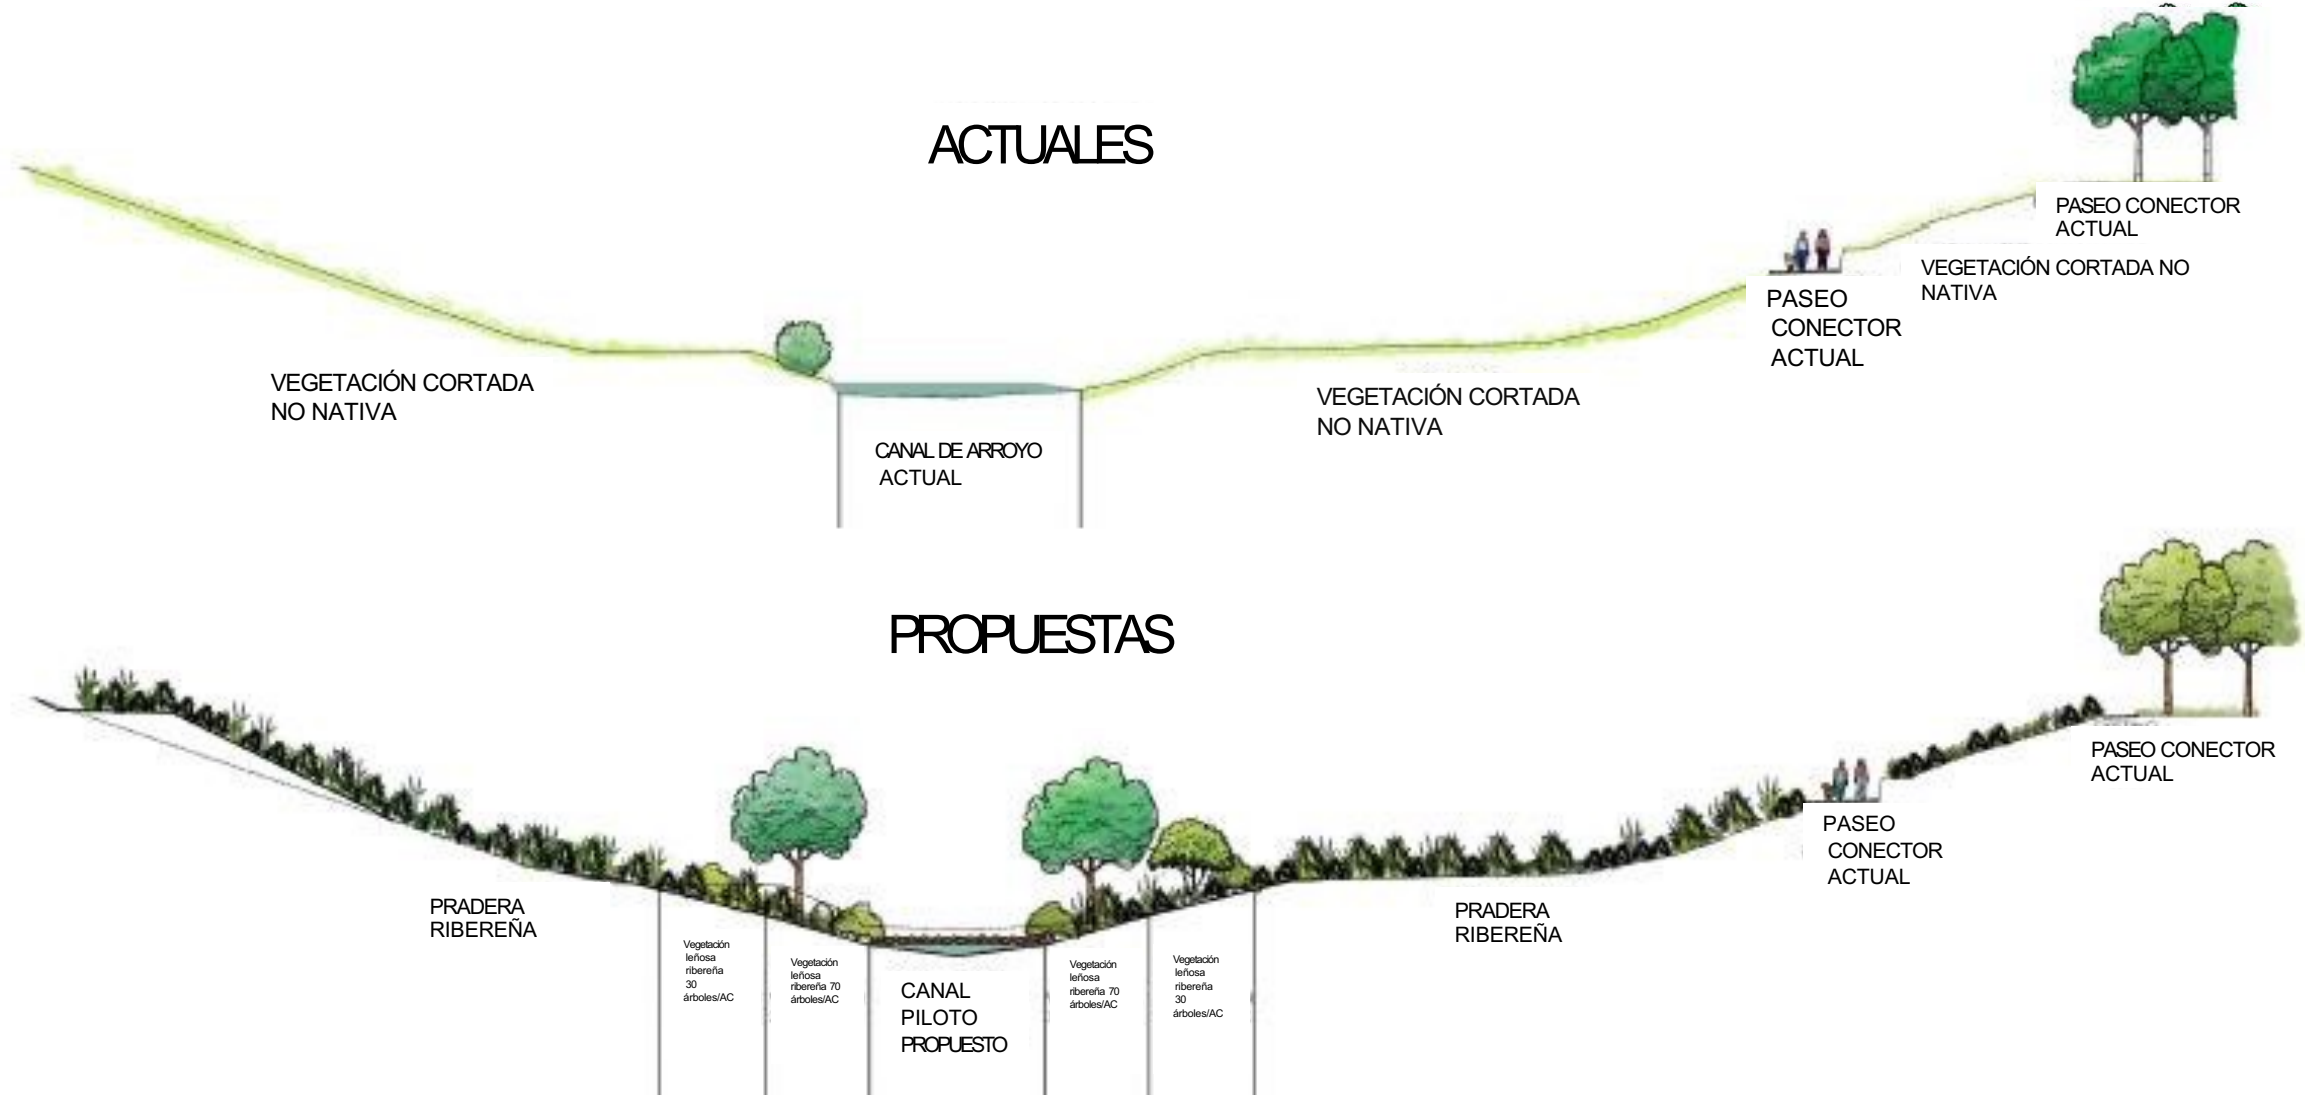 ACTUALES
PASEO CONECTOR
ACTUAL
VEGETACIÓN CORTADA NO
NATIVA
PASEO
CONECTOR
ACTUAL
VEGETACIÓN CORTADA
NO NATIVA
VEGETACIÓN CORTADA
NO NATIVA
CANAL DE ARROYO
ACTUAL
PROPUESTAS
PASEO CONECTOR
ACTUAL
PASEO
CONECTOR
ACTUAL
PRADERA
RIBEREÑA
Vegetación
leñosa
ribereña
30
árboles/AC
Vegetación
leñosa
ribereña 70
árboles/AC
CANAL
PILOTO
PROPUESTO
Vegetación
leñosa
ribereña 70
árboles/AC
Vegetación
leñosa
ribereña
30
árboles/AC
PRADERA
RIBEREÑA